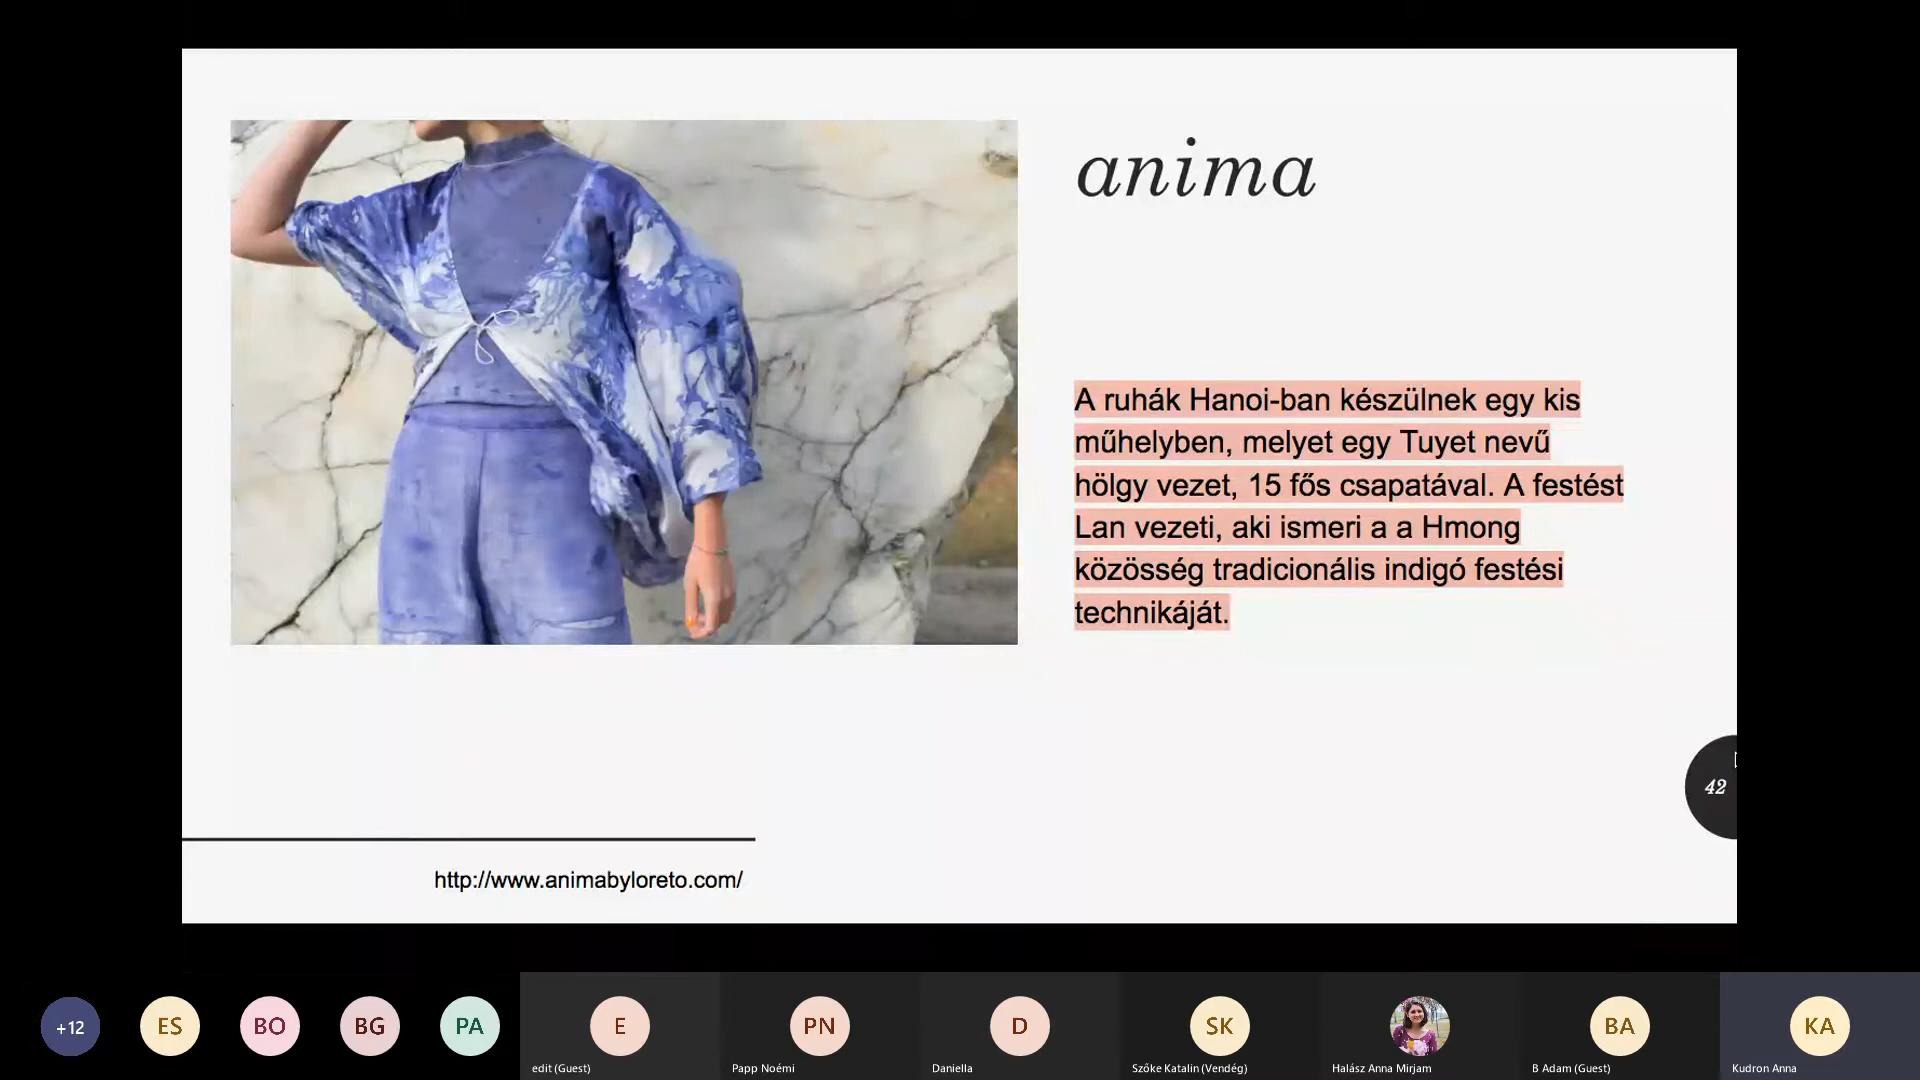 anima
A ruhák Hanoi-ban készülnek egy kis
műhelyben, melyet egy Tuyet nevű
hölgy vezet, 15 fős csapatával. A festést
Lan vezeti, aki ismeri a a Hmong
közösség tradicionális indigó festési
technikáját.
42
http://www.animabyloreto.com/
+12
ES
BO
BG
PA
E
PN
D
SK
BA
KA
edit (Guest)
Papp Noémi
Daniella
Szőke Katalin (Vendég)
Halász Anna Mirjam
B Adam (Guest)
Kudron Anna